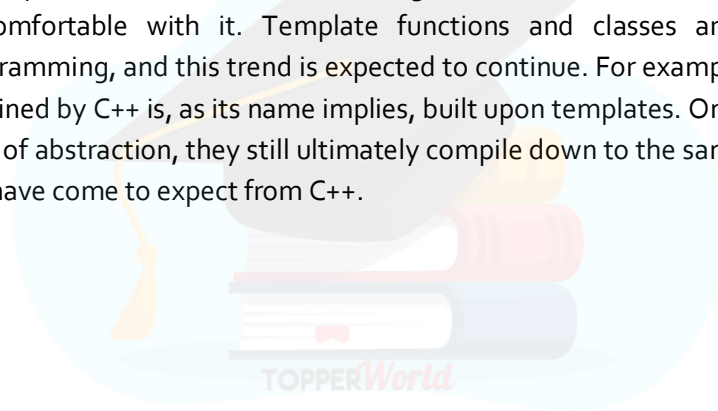 omfortable with it. Template functions and classes ar
ramming, and this trend is expected to continue. For examp
ined by C++ is, as its name implies, built upon templates. Or
of abstraction, they still ultimately compile down to the sar
have come to expect from C++.
TOPPERWorld